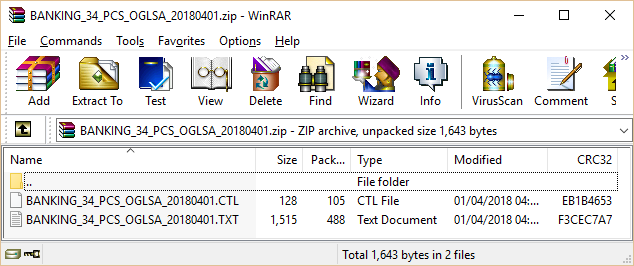 BANKING_34_PCS_OGLSA_20180401.zip - WinRAR
File Commands Tools Favorites Options Help
Add Extract To Test View Delete Find Wizard Info VirusScan Comment »
BANKING_34_PCS_OGLSA_20180401.zip - ZIP archive, unpacked size 1,643 bytes
Name Size Pack... Type Modified CRC32
.. File folder
BANKING_34_PCS_OGLSA_20180401.CTL 128 105 CTL File 01/04/2018 04:... EB1B4653
BANKING_34_PCS_OGLSA_20180401.TXT 1,515 488 Text Document 01/04/2018 04:... F3CEC7A7
Total 1,643 bytes in 2 files